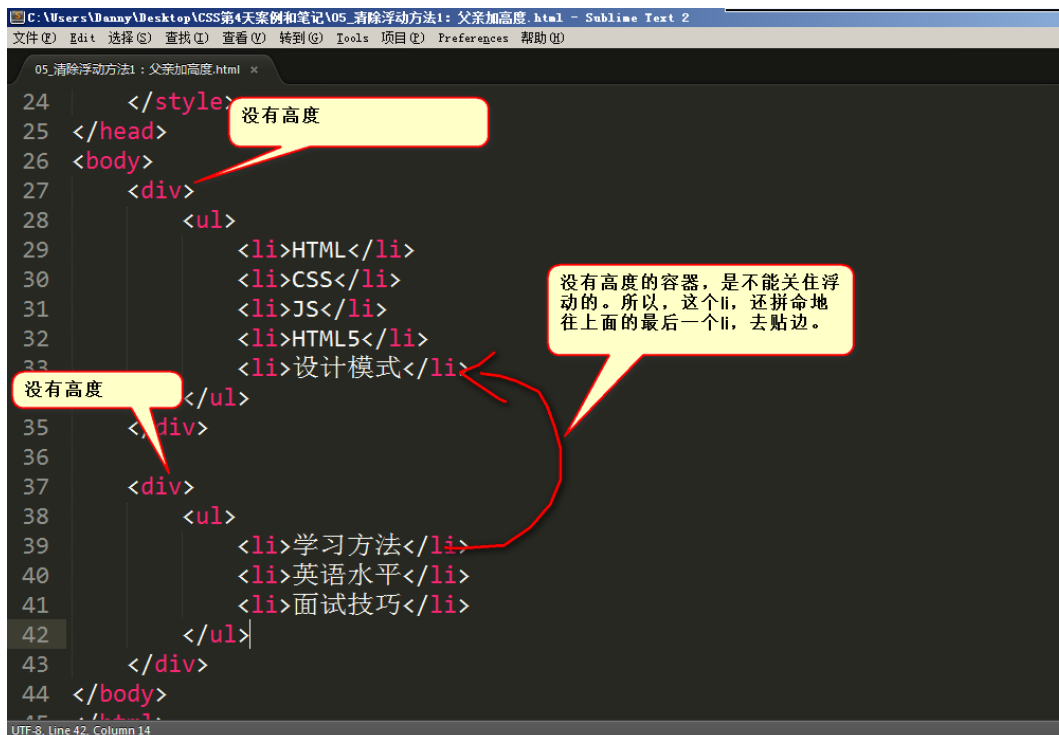 C:\Users\Danny\Desktop\CSS第4天案例和笔记\05_清除浮动方法1：父亲加高度.html - Sublime Text 2
文件(F) Edit 选择(S) 查找(I) 查看(V) 转到(G) Tools 项目(P) Preferences 帮助(H)
05_清除浮动方法1：父亲加高度.html ×
24 </style>
没有高度
25 </head>
26 <body>
27 <div>
28 <ul>
29 <li>HTML</li>
30 <li>CSS</li>
没有高度的容器，是不能关住浮
动的。所以，这个li，还拼命地
往上面的最后一个li，去贴边。
31 <li>JS</li>
32 <li>HTML5</li>
33 <li>设计模式</li>
没有高度
</ul>
35 </div>
36
37 <div>
38 <ul>
39 <li>学习方法</li>
40 <li>英语水平</li>
41 <li>面试技巧</li>
42 </ul>
43 </div>
44 </body>
45 </html>
UTF-8, Line 42, Column 14